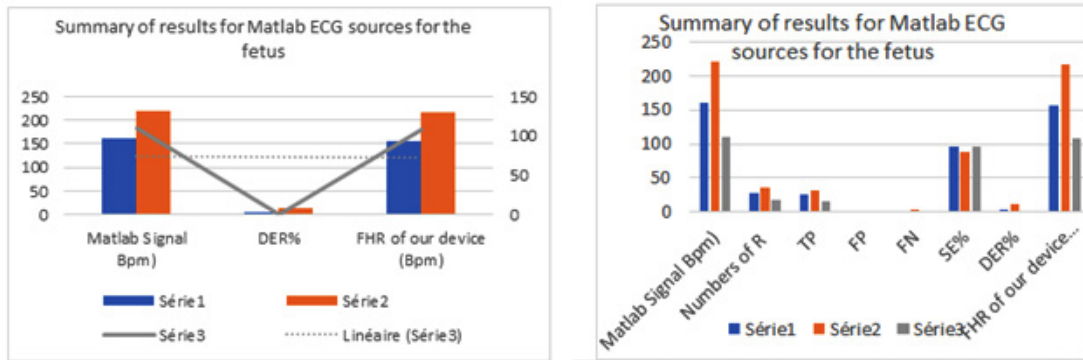 Summary of results for Matlab ECG sources for the
fetus
250
200
150
100
50
0
150
100
50
0
Matlab Signal
Bpm)
DER%
FHR of our device
(Bpm)
Série1
Série2
Série3
Linéaire (Série3)
Summary of results for Matlab ECG
sources for the fetus
250
200
150
100
50
0
Matlab Signal Bpm)
Numbers of R
TP
FP
FN
SE%
DER%
FHR of our device...
Série1
Série2
Série3